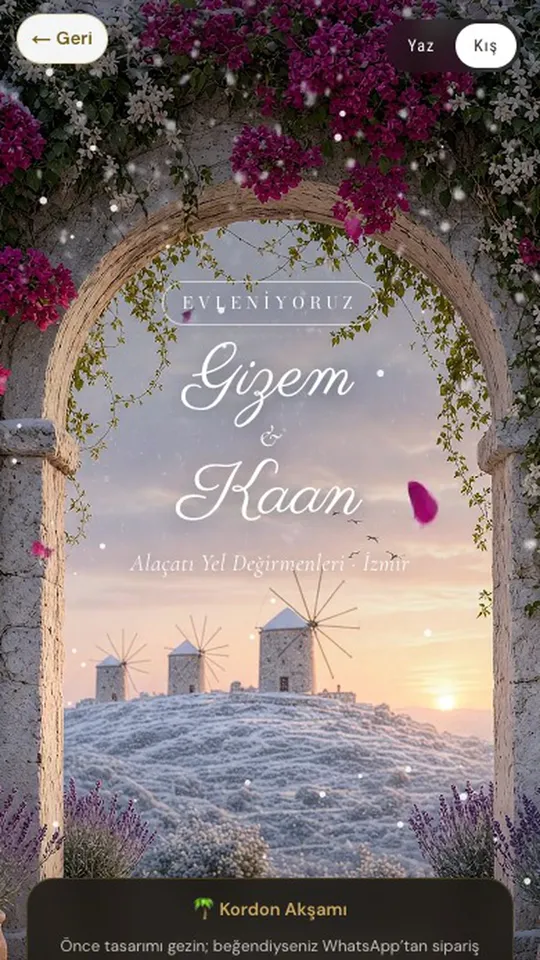 ← Geri
Yaz Kış
EVLENİYORUZ
Gizem
&
Kaan
Alaçatı Yel Değirmenleri · İzmir
🌴 Kordon Akşamı
Önce tasarımı gezin; beğendiyseniz WhatsApp'tan sipariş